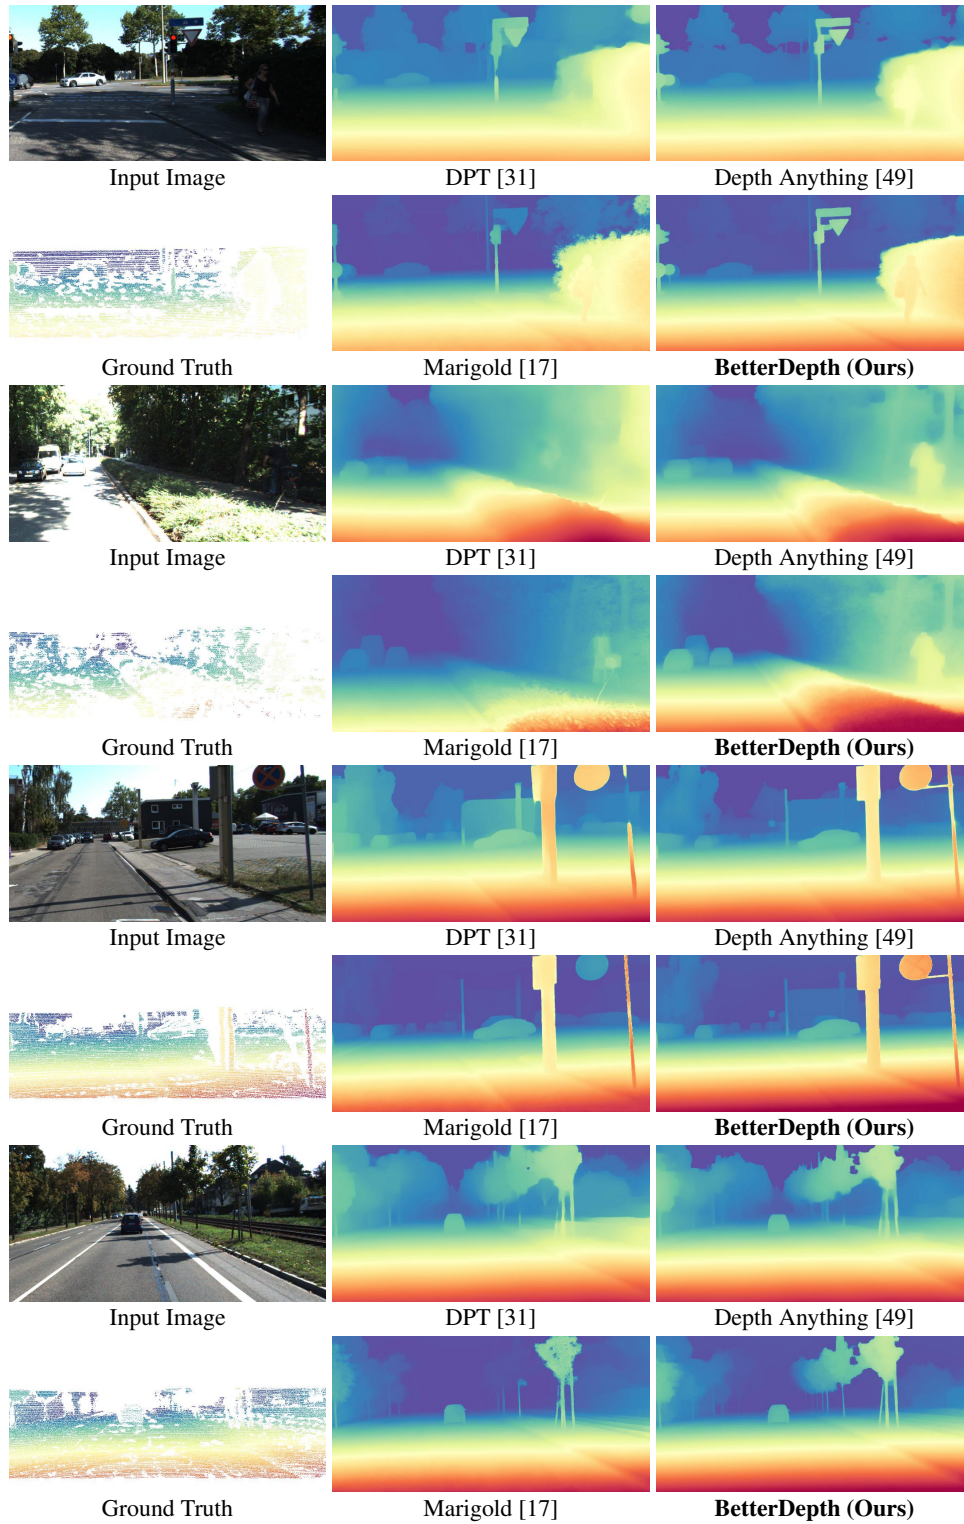 Input Image
DPT [31]
Depth Anything [49]
Ground Truth
Marigold [17]
BetterDepth (Ours)
Input Image
DPT [31]
Depth Anything [49]
Ground Truth
Marigold [17]
BetterDepth (Ours)
Input Image
DPT [31]
Depth Anything [49]
Ground Truth
Marigold [17]
BetterDepth (Ours)
Input Image
DPT [31]
Depth Anything [49]
Ground Truth
Marigold [17]
BetterDepth (Ours)